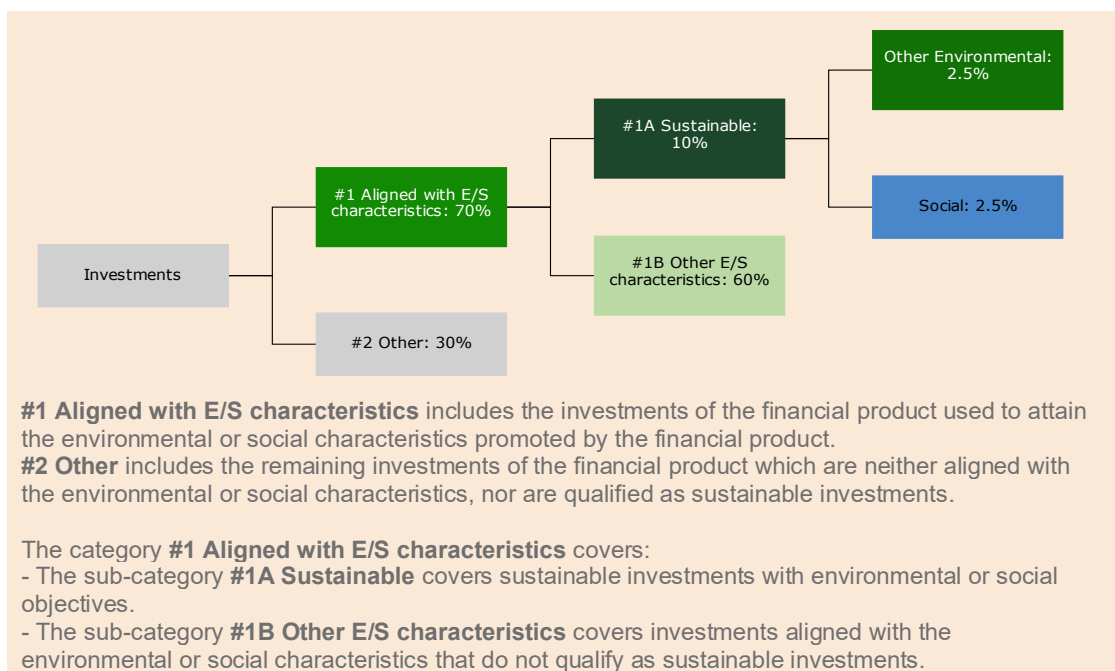 Other Environmental:
2.5%
#1A Sustainable:
10%
#1 Aligned with E/S
characteristics: 70%
Social: 2.5%
Investments
#1B Other E/S
characteristics: 60%
#2 Other: 30%
#1 Aligned with E/S characteristics includes the investments of the financial product used to attain
the environmental or social characteristics promoted by the financial product.
#2 Other includes the remaining investments of the financial product which are neither aligned with
the environmental or social characteristics, nor are qualified as sustainable investments.
The category #1 Aligned with E/S characteristics covers:
- The sub-category #1A Sustainable covers sustainable investments with environmental or social
objectives.
- The sub-category #1B Other E/S characteristics covers investments aligned with the
environmental or social characteristics that do not qualify as sustainable investments.